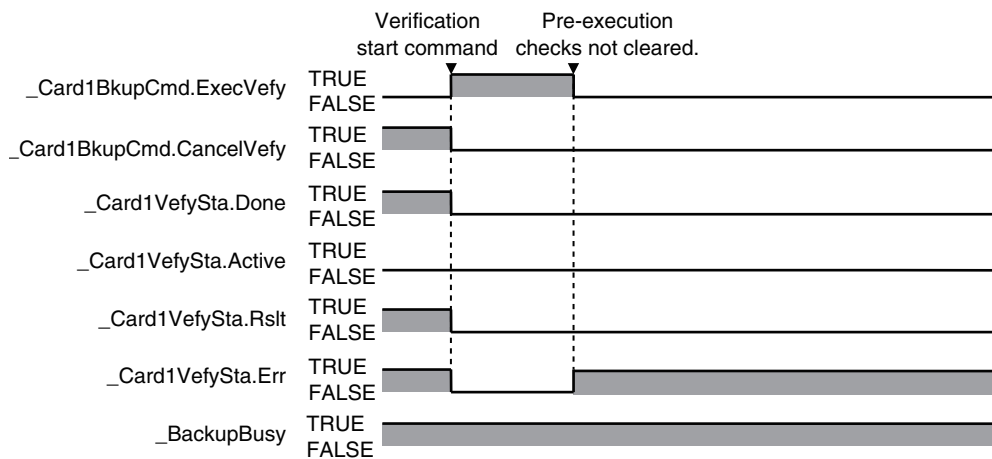 Verification
start command
Pre-execution
checks not cleared.
_Card1BkupCmd.ExecVefy
TRUE
FALSE
_Card1BkupCmd.CancelVefy
TRUE
FALSE
_Card1VefySta.Done
TRUE
FALSE
_Card1VefySta.Active
TRUE
FALSE
_Card1VefySta.Rslt
TRUE
FALSE
_Card1VefySta.Err
TRUE
FALSE
_BackupBusy
TRUE
FALSE